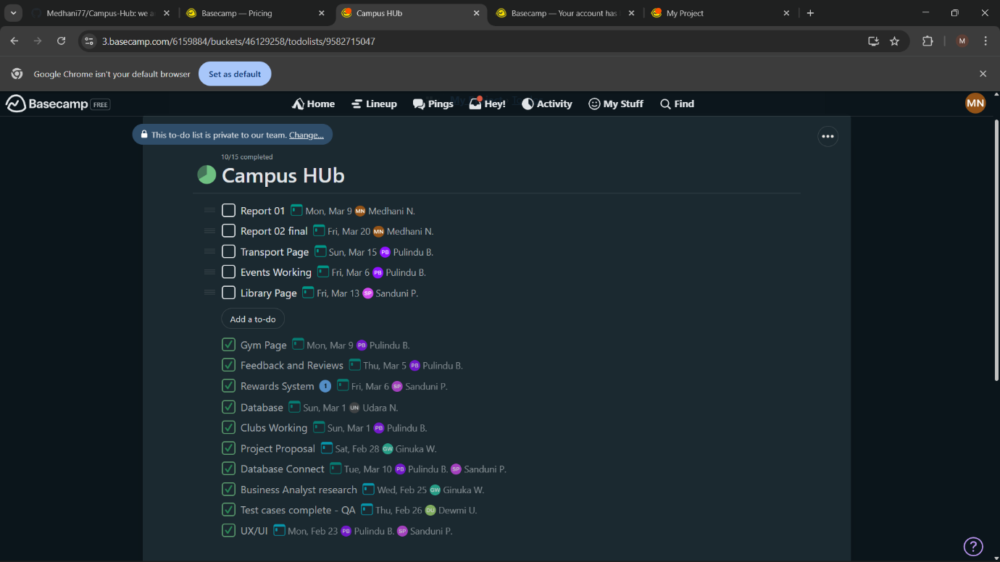 Medhani77/Campus-Hub: we a
Basecamp — Pricing
Campus HUb
Basecamp — Your account has
My Project
M
3.basecamp.com/6159884/buckets/46129258/todolists/9582715047
Google Chrome isn't your default browser
Set as default
Basecamp FREE
Home
Lineup
Pings
Hey!
Activity
My Stuff
Find
MN
This to-do list is private to our team. Change...
10/15 completed
Campus HUb
Report 01 Mon, Mar 9 MN Medhani N.
Report 02 final Fri, Mar 20 MN Medhani N.
Transport Page Sun, Mar 15 PB Pulindu B.
Events Working Fri, Mar 6 PB Pulindu B.
Library Page Fri, Mar 13 SP Sanduni P.
Add a to-do
Gym Page Mon, Mar 9 PB Pulindu B.
Feedback and Reviews Thu, Mar 5 PB Pulindu B.
Rewards System 1 Fri, Mar 6 SP Sanduni P.
Database Sun, Mar 1 UN Udara N.
Clubs Working Sun, Mar 1 PB Pulindu B.
Project Proposal Sat, Feb 28 GW Ginuka W.
Database Connect Tue, Mar 10 PB Pulindu B. SP Sanduni P.
Business Analyst research Wed, Feb 25 GW Ginuka W.
Test cases complete - QA Thu, Feb 26 DU Dewmi U.
UX/UI Mon, Feb 23 PB Pulindu B. SP Sanduni P.
?